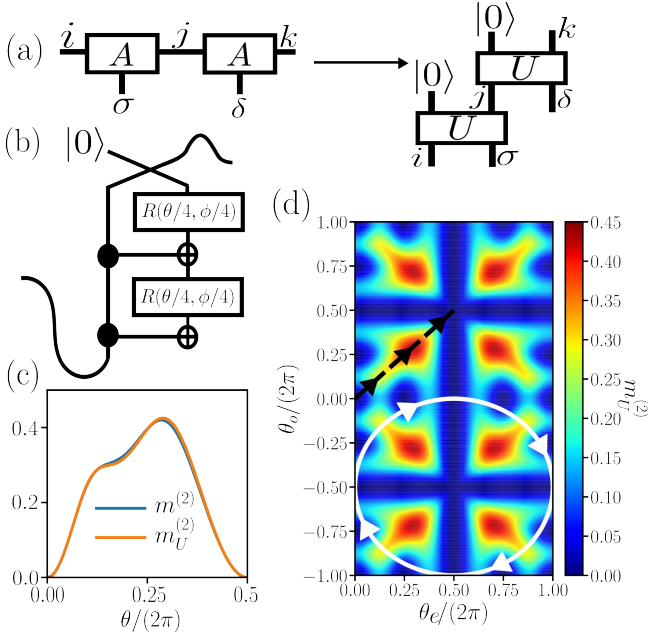 (a)
i A j A k
σ δ
|0⟩ k
|0⟩ U
j δ
U
i σ
(b)
|0⟩
R(θ/4, ϕ/4)
R(θ/4, ϕ/4)
(c)
0.4
0.2
0.0
m^(2)
m_U^(2)
0.00 0.25 0.5
θ/(2π)
(d)
1.00
0.75
0.50
0.25
0.00
−0.25
−0.50
−0.75
−1.00
θ_o/(2π)
0.00 0.25 0.50 0.75 1.00
θ_e/(2π)
0.45
0.40
0.35
0.30
0.25
0.20
0.15
0.10
0.05
0.00
m_U^(2)